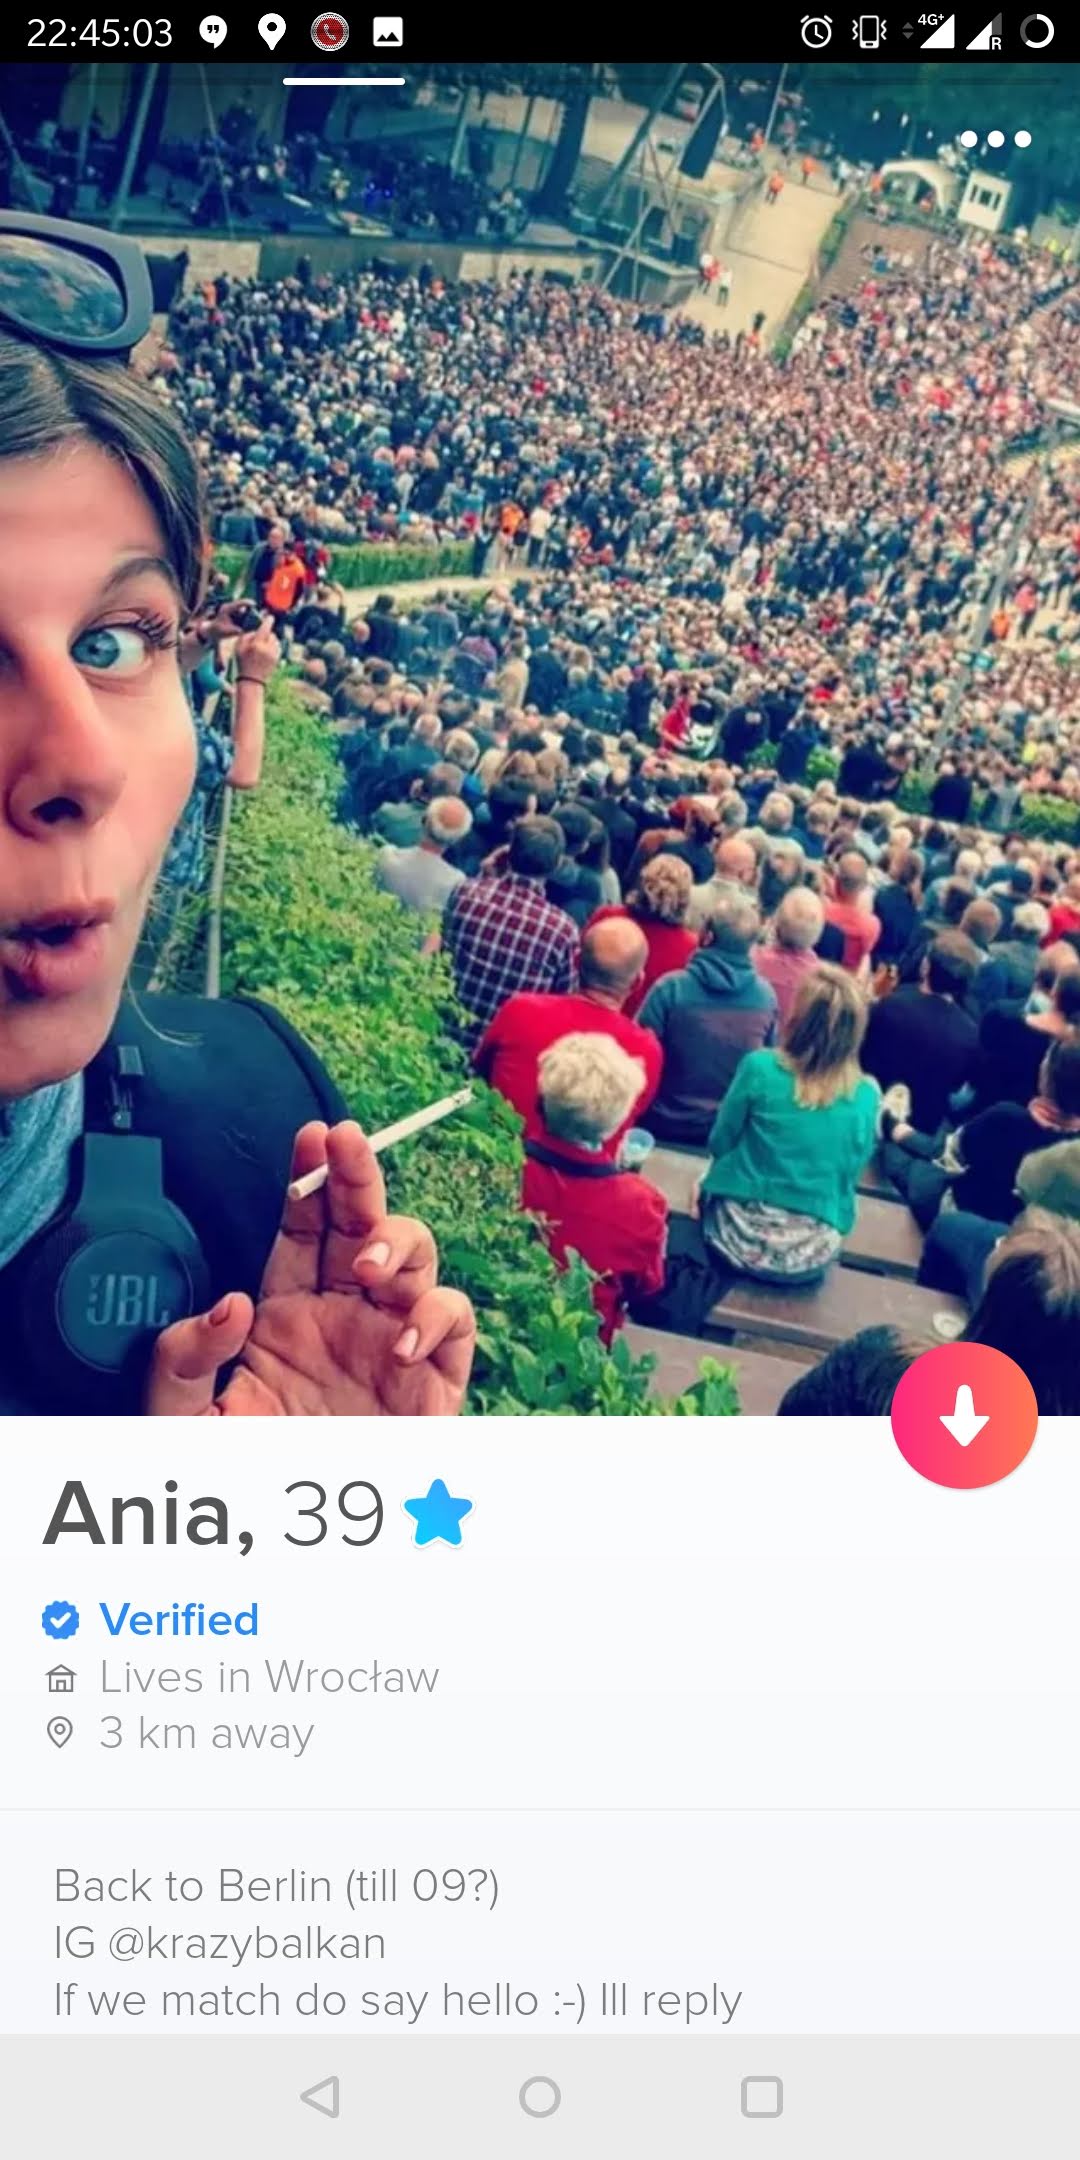 22:45:03
4G+
R
JBL
Ania, 39
Verified
Lives in Wrocław
3 km away
Back to Berlin (till 09?)
IG @krazybalkan
If we match do say hello :-) Ill reply